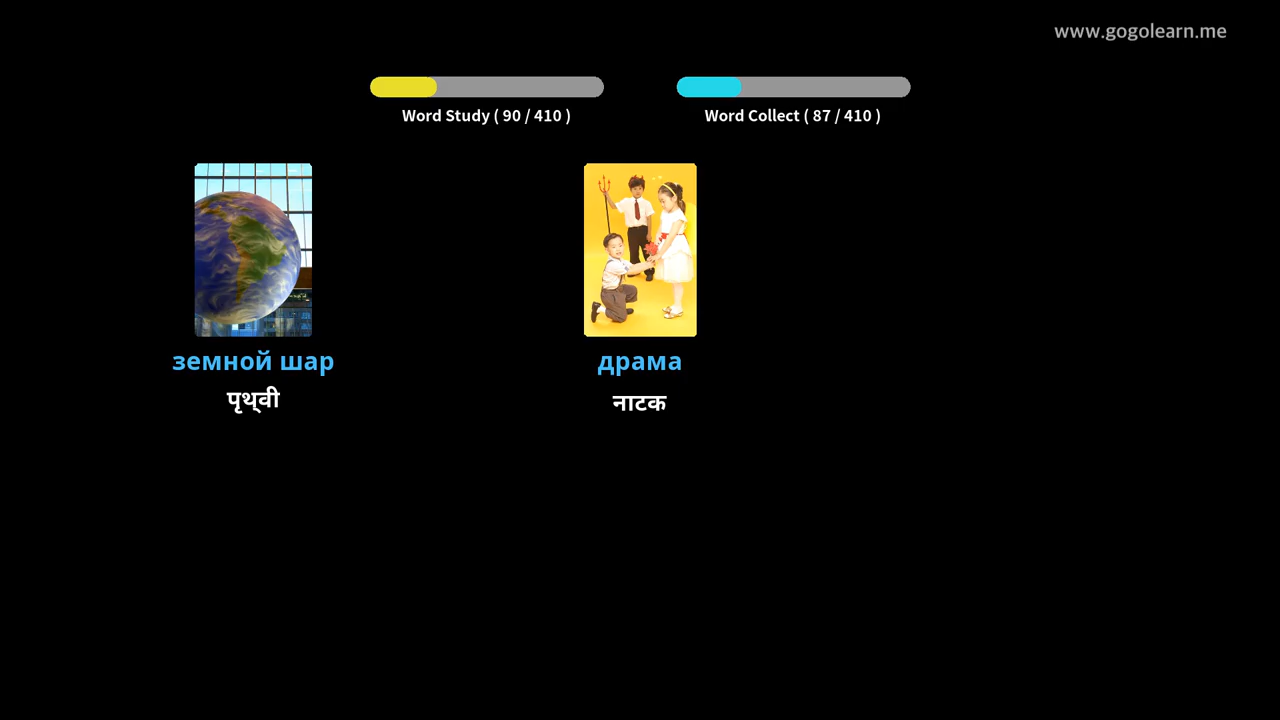 www.gogolearn.me
Word Study ( 90 / 410 )
Word Collect ( 87 / 410 )
земной шар
पृथ्वी
драма
नाटक